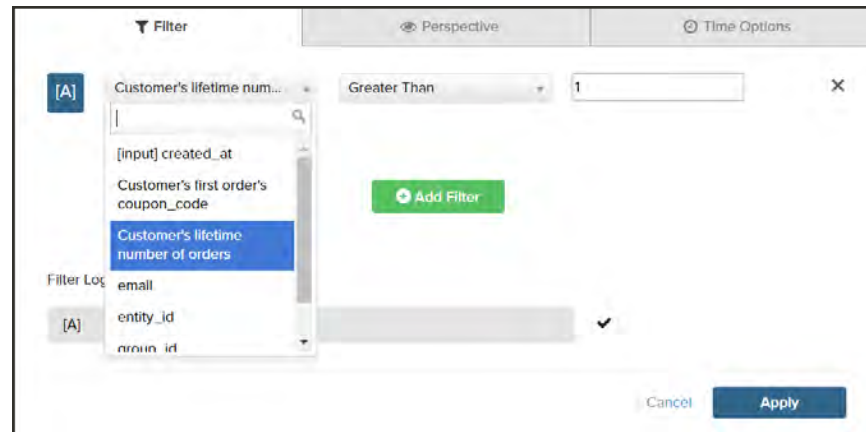 Filter
Perspective
Time Options
[A]
Customer's lifetime num...
Greater Than
1
[input] created_at
Customer's first order's
coupon_code
Customer's lifetime
number of orders
email
entity_id
group_id
Add Filter
Filter Log
[A]
Cancel
Apply